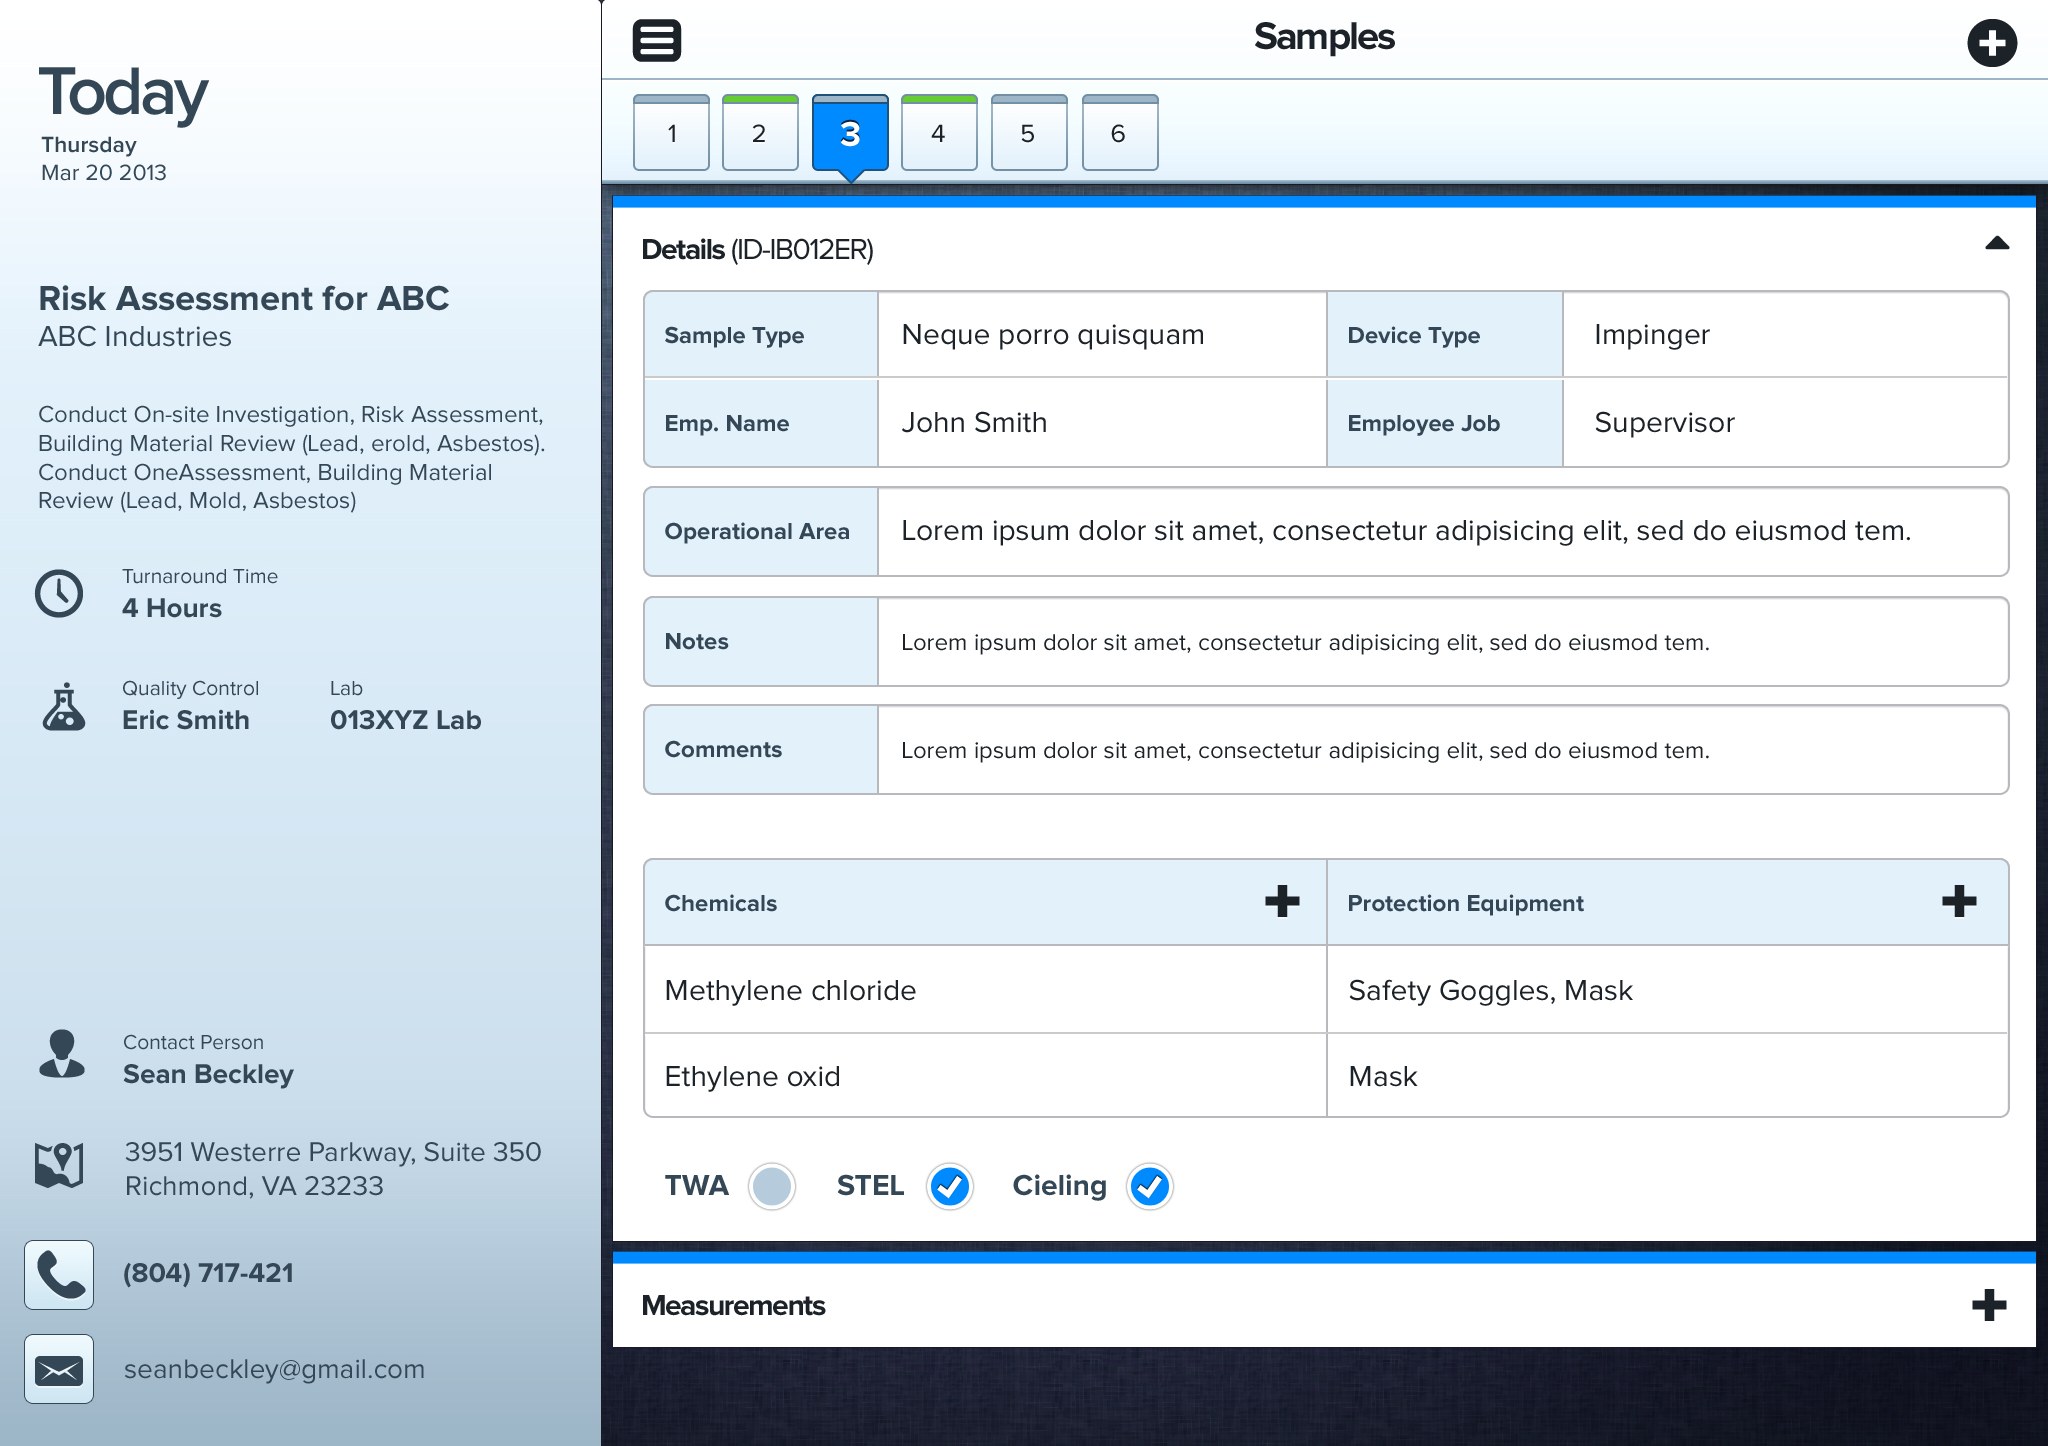 Today
Thursday
Mar 20 2013
Risk Assessment for ABC
ABC Industries
Conduct On-site Investigation, Risk Assessment,
Building Material Review (Lead, erold, Asbestos).
Conduct OneAssessment, Building Material
Review (Lead, Mold, Asbestos)
Turnaround Time
4 Hours
Quality Control
Eric Smith
Lab
013XYZ Lab
Contact Person
Sean Beckley
3951 Westerre Parkway, Suite 350
Richmond, VA 23233
(804) 717-421
seanbeckley@gmail.com
Samples
1 2 3 4 5 6
Details (ID-IB012ER)
Sample Type Neque porro quisquam Device Type Impinger
Emp. Name John Smith Employee Job Supervisor
Operational Area Lorem ipsum dolor sit amet, consectetur adipisicing elit, sed do eiusmod tem.
Notes Lorem ipsum dolor sit amet, consectetur adipisicing elit, sed do eiusmod tem.
Comments Lorem ipsum dolor sit amet, consectetur adipisicing elit, sed do eiusmod tem.
Chemicals Protection Equipment
Methylene chloride Safety Goggles, Mask
Ethylene oxid Mask
TWA STEL Cieling
Measurements